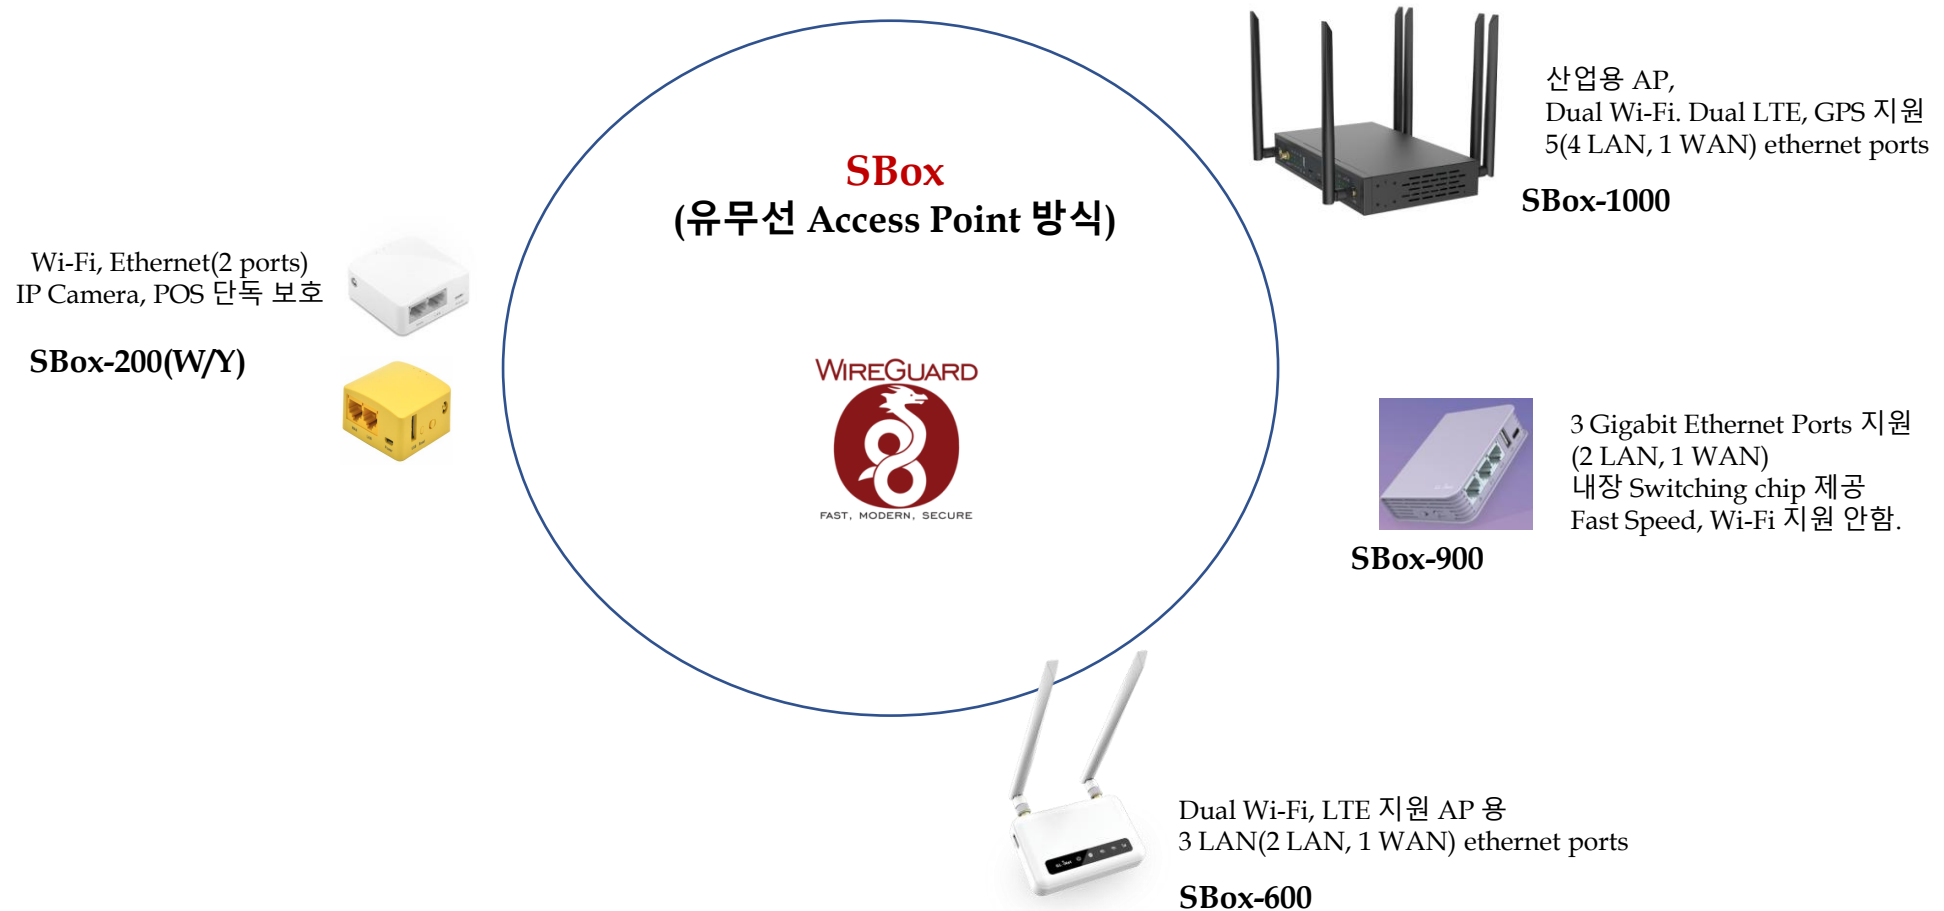 SBox
(유무선 Access Point 방식)
WIREGUARD
FAST, MODERN, SECURE
Wi-Fi, Ethernet(2 ports)
IP Camera, POS 단독 보호
SBox-200(W/Y)
산업용 AP,
Dual Wi-Fi. Dual LTE, GPS 지원
5(4 LAN, 1 WAN) ethernet ports
SBox-1000
3 Gigabit Ethernet Ports 지원
(2 LAN, 1 WAN)
내장 Switching chip 제공
Fast Speed, Wi-Fi 지원 안함.
SBox-900
Dual Wi-Fi, LTE 지원 AP 용
3 LAN(2 LAN, 1 WAN) ethernet ports
SBox-600